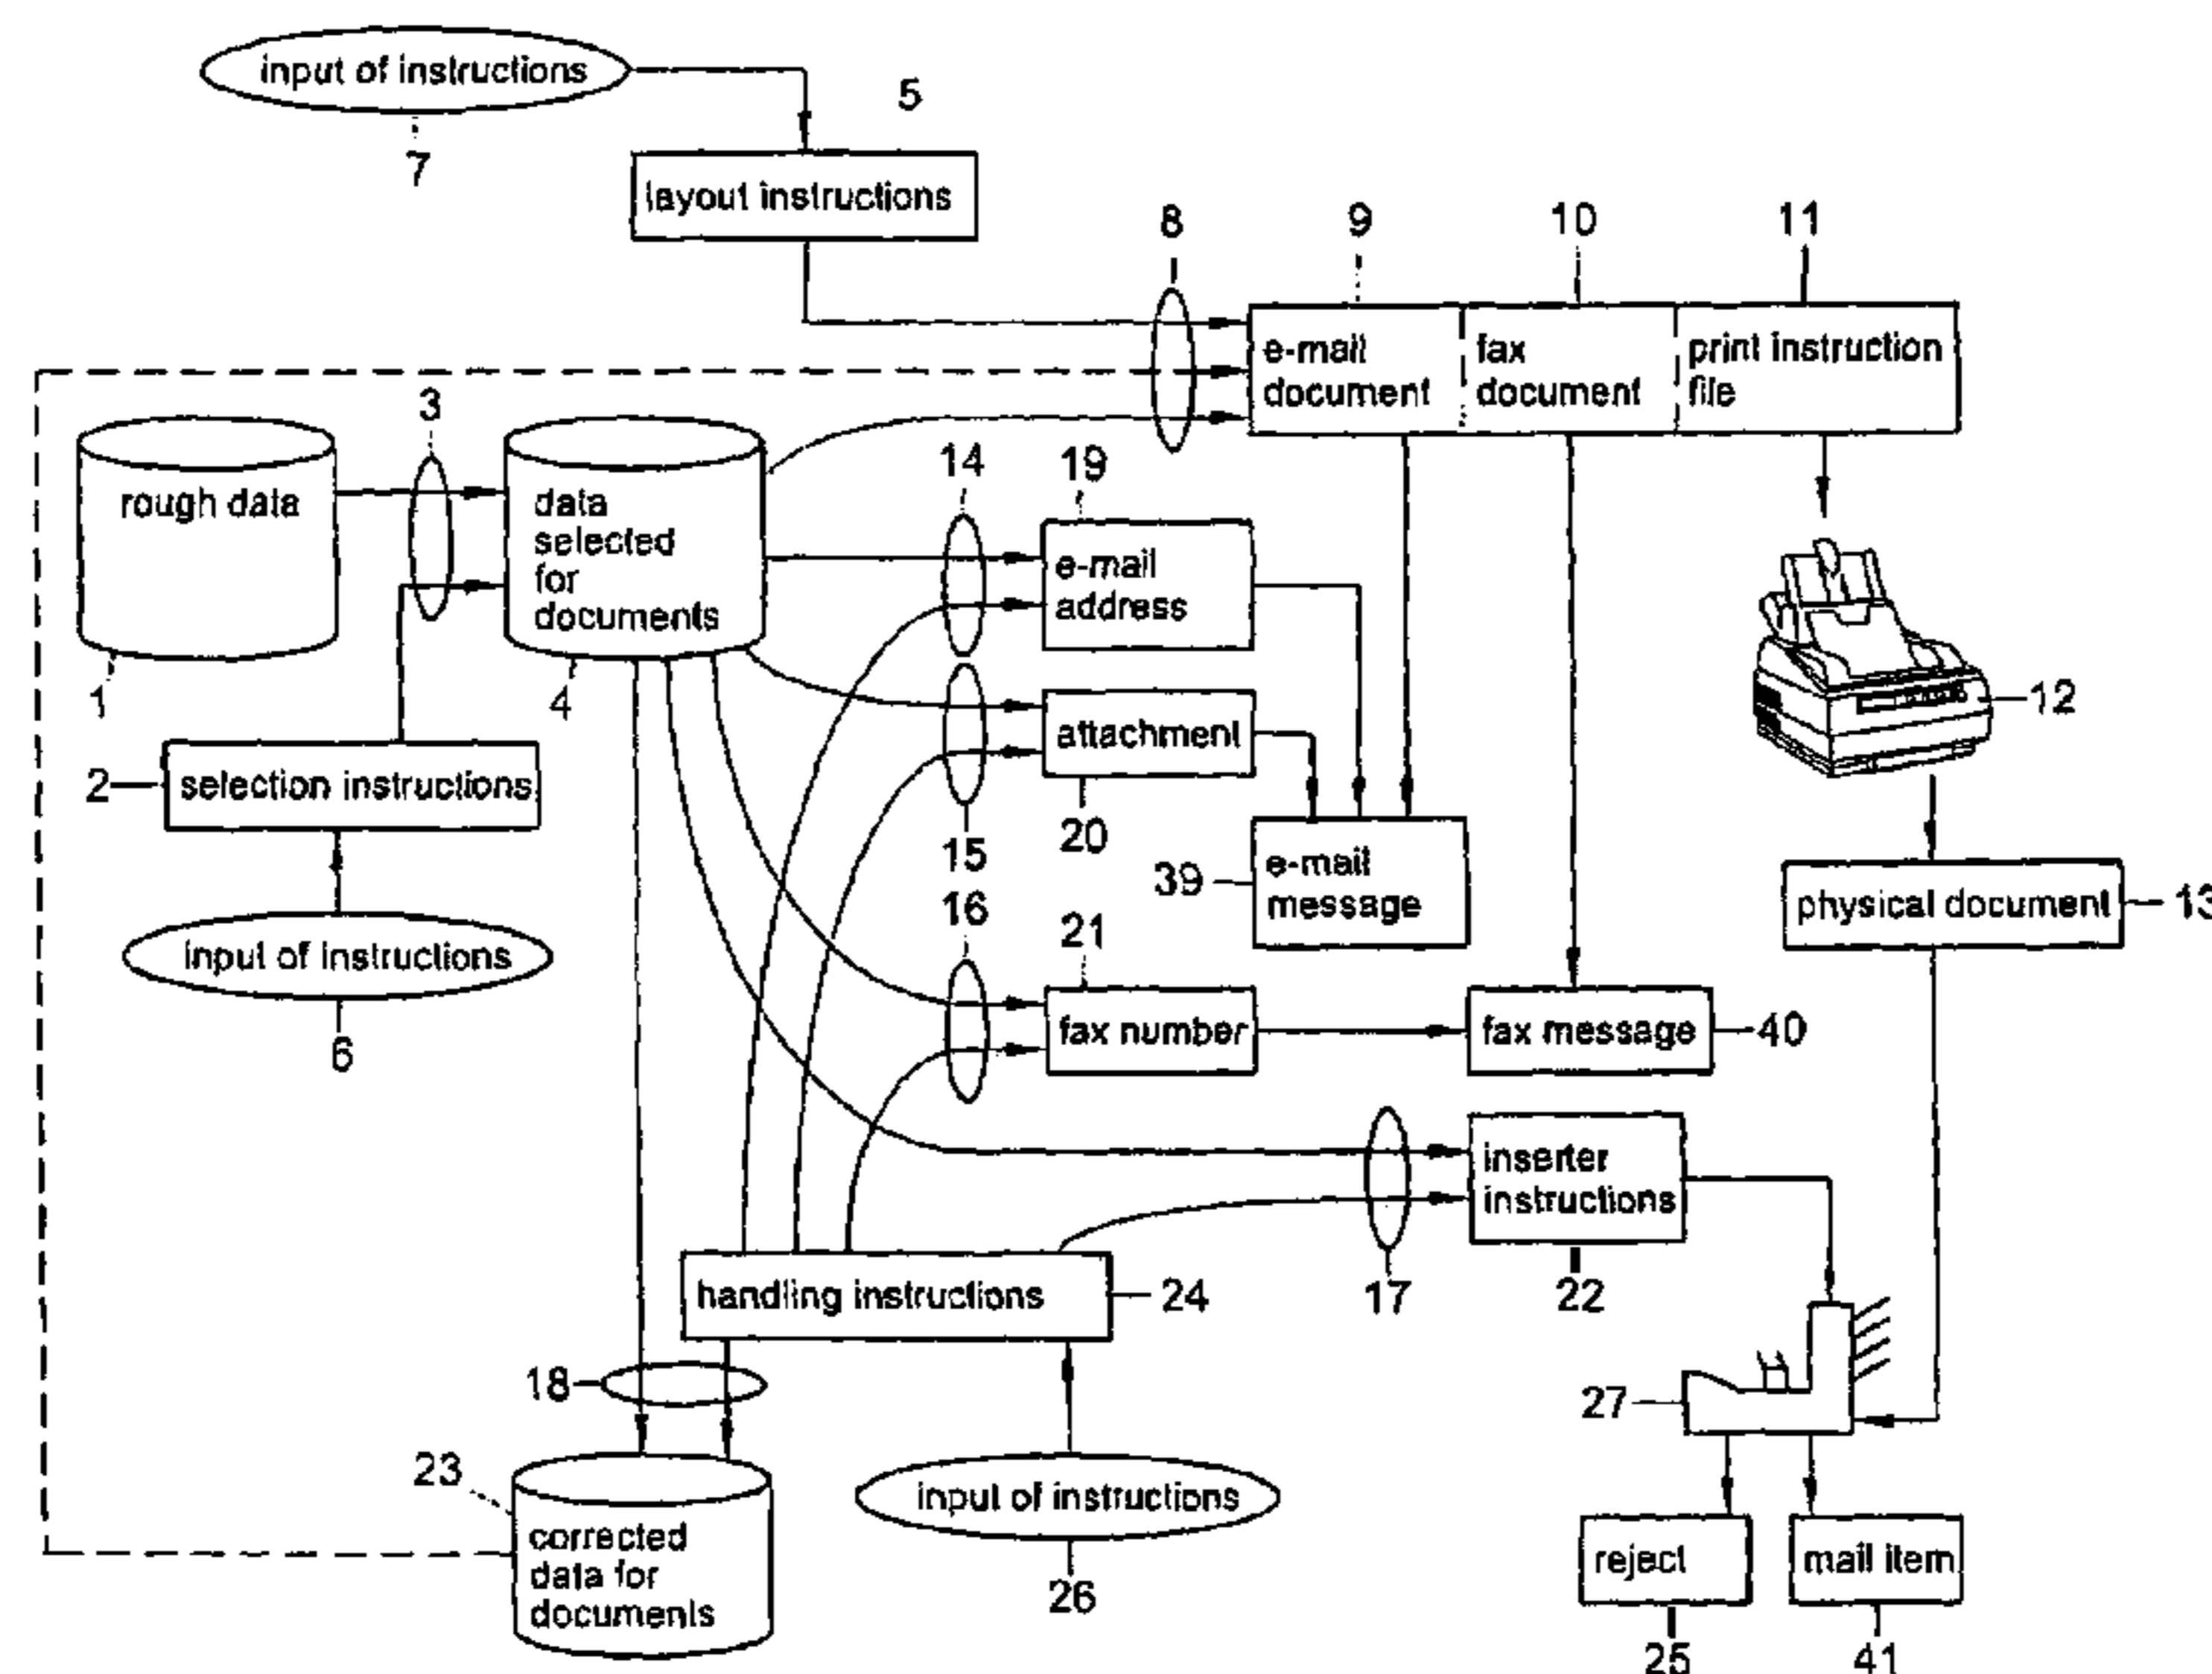 input of instructions
5
7
layout instructions
8
9
10
11
e-mail
document
fax
document
print instruction
file
3
14
19
rough data
data
selected
for
documents
e-mail
address
1
4
12
attachment
2
selection instructions
20
15
39
e-mail
message
physical document
13
16
21
input of instructions
6
fax number
fax message
40
inserter
instructions
handling instructions
24
17
22
18
27
23
input of instructions
corrected
data for
documents
26
reject
mail item
25
41